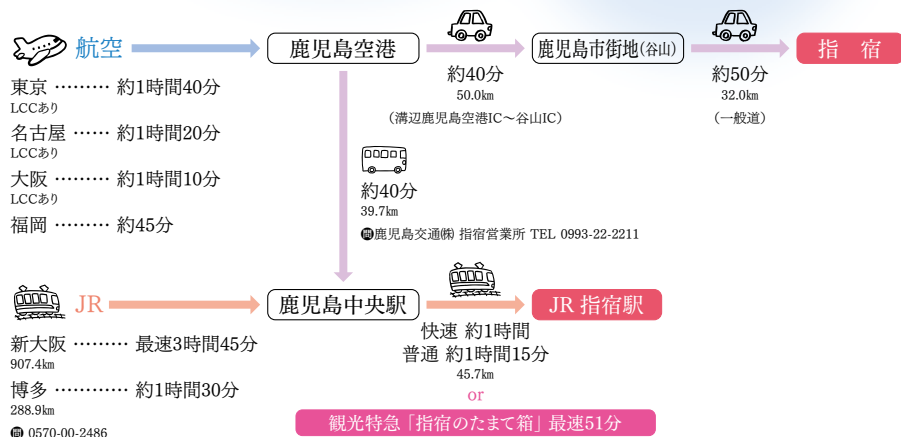 航空
鹿児島空港
約40分
50.0㎞
(溝辺鹿児島空港IC～谷山IC)
鹿児島市街地(谷山)
約50分
32.0㎞
(一般道)
指 宿
東京 ……… 約1時間40分
LCCあり
名古屋 …… 約1時間20分
LCCあり
大阪 ……… 約1時間10分
LCCあり
福岡 ……… 約45分
約40分
39.7㎞
問鹿児島交通㈱ 指宿営業所 TEL 0993-22-2211
JR
鹿児島中央駅
快速 約1時間
普通 約1時間15分
45.7㎞
or
観光特急「指宿のたまて箱」最速51分
JR 指宿駅
新大阪 ……… 最速3時間45分
907.4㎞
博多 ………… 約1時間30分
288.9㎞
問 0570-00-2486